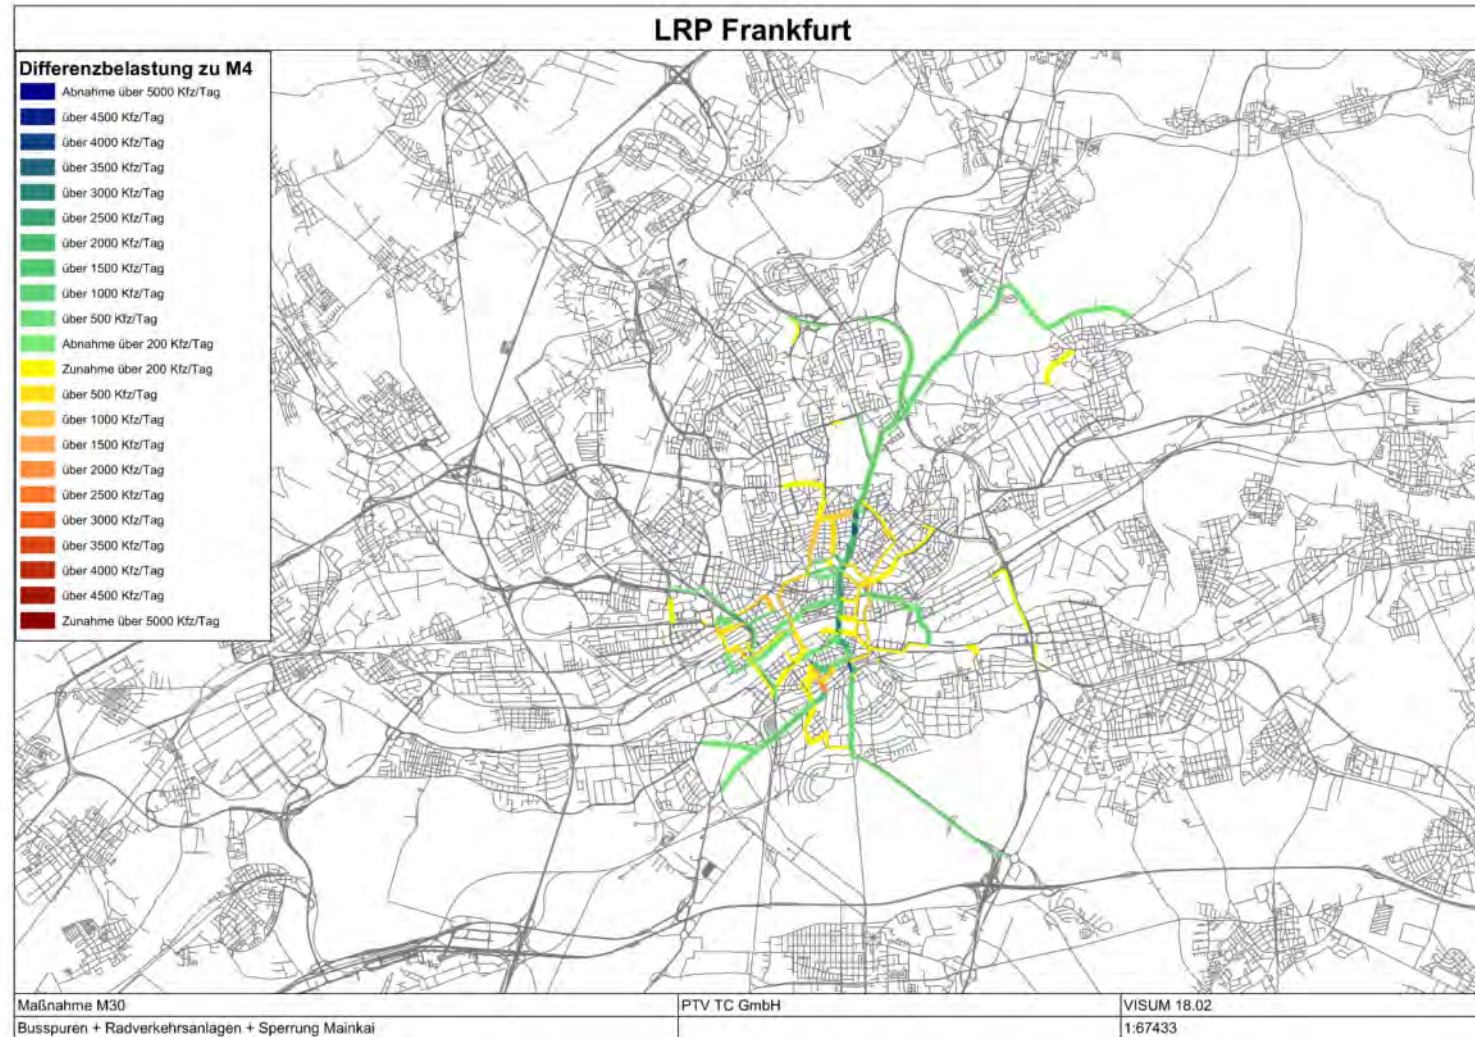 LRP Frankfurt
Differenzbelastung zu M4
Abnahme über 5000 Kfz/Tag
über 4500 Kfz/Tag
über 4000 Kfz/Tag
über 3500 Kfz/Tag
über 3000 Kfz/Tag
über 2500 Kfz/Tag
über 2000 Kfz/Tag
über 1500 Kfz/Tag
über 1000 Kfz/Tag
über 500 Kfz/Tag
Abnahme über 200 Kfz/Tag
Zunahme über 200 Kfz/Tag
über 500 Kfz/Tag
über 1000 Kfz/Tag
über 1500 Kfz/Tag
über 2000 Kfz/Tag
über 2500 Kfz/Tag
über 3000 Kfz/Tag
über 3500 Kfz/Tag
über 4000 Kfz/Tag
über 4500 Kfz/Tag
Zunahme über 5000 Kfz/Tag
Maßnahme M30
PTV TC GmbH
VISUM 18.02
Busspuren + Radverkehrsanlagen + Sperrung Mainkai
1:67433